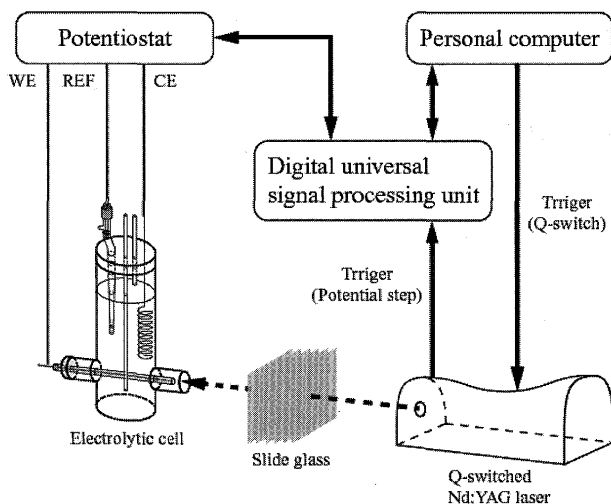 Potentiostat
Personal computer
WE
REF
CE
Digital universal
signal processing unit
Trriger
(Q-switch)
Trriger
(Potential step)
Electrolytic cell
Slide glass
Q-switched
Nd:YAG laser